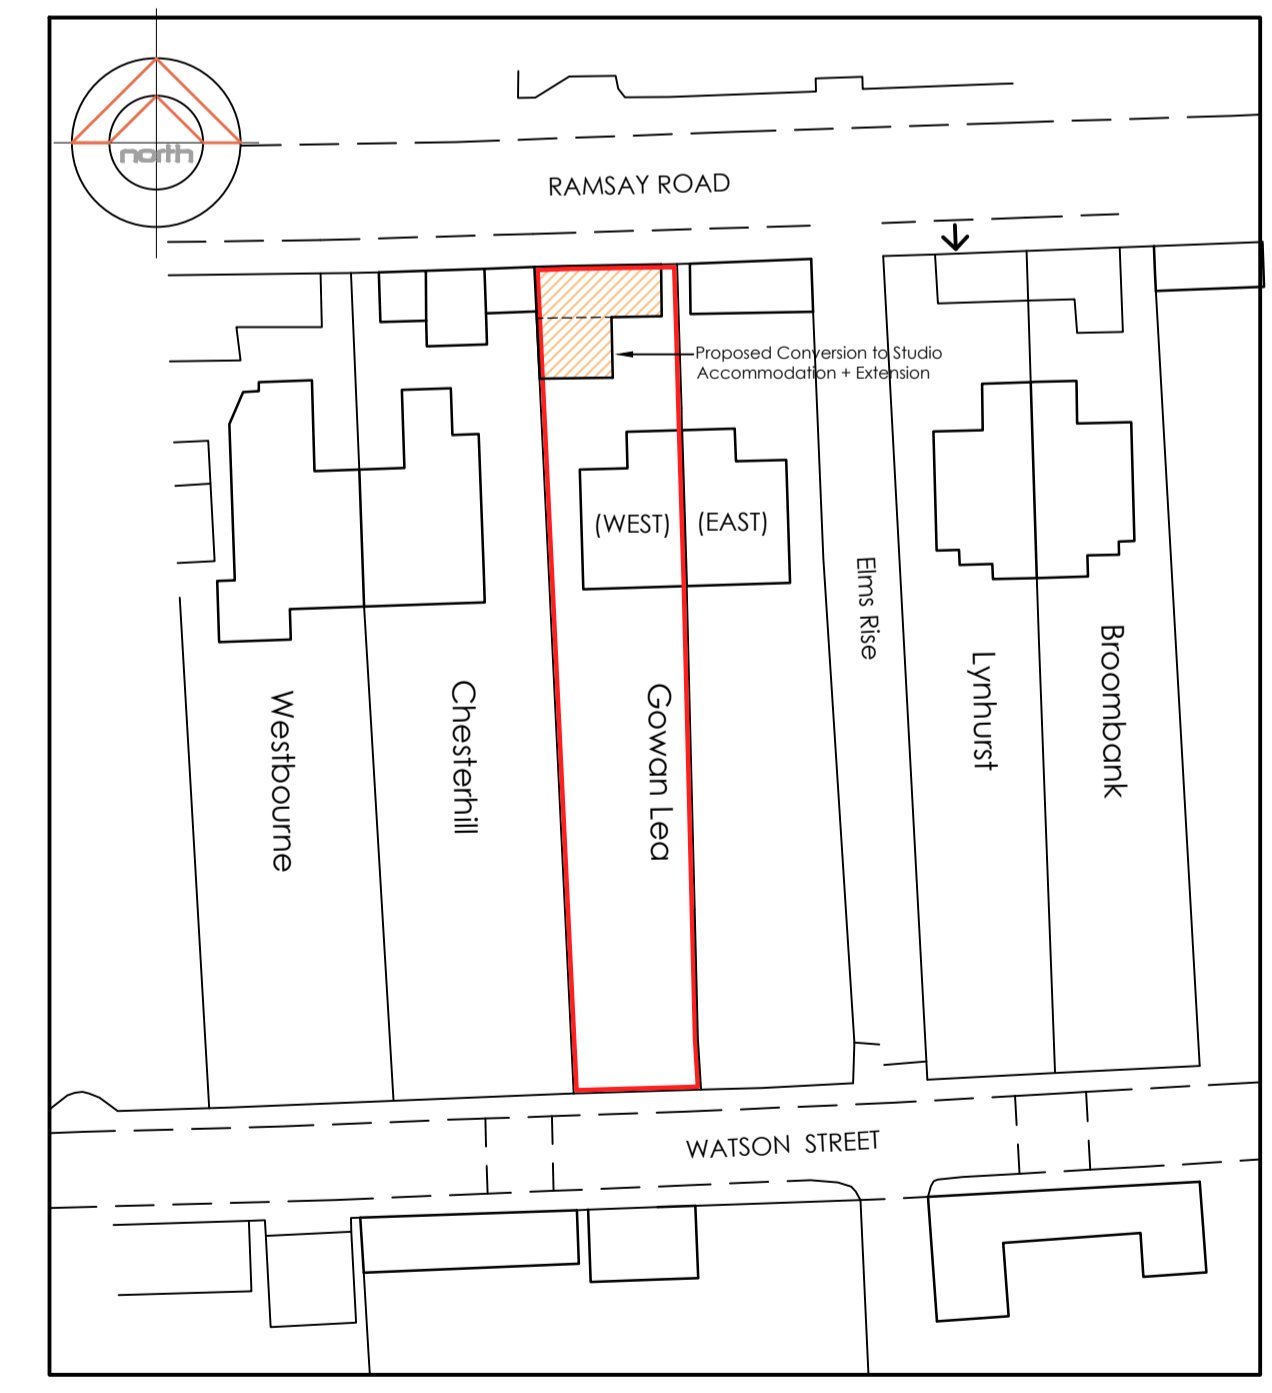 north
RAMSAY ROAD
Proposed Conversion to Studio
Accommodation + Extension
(WEST)
(EAST)
Elms Rise
Westbourne
Chesterhill
Gowan Lea
Lynhurst
Broombank
WATSON STREET